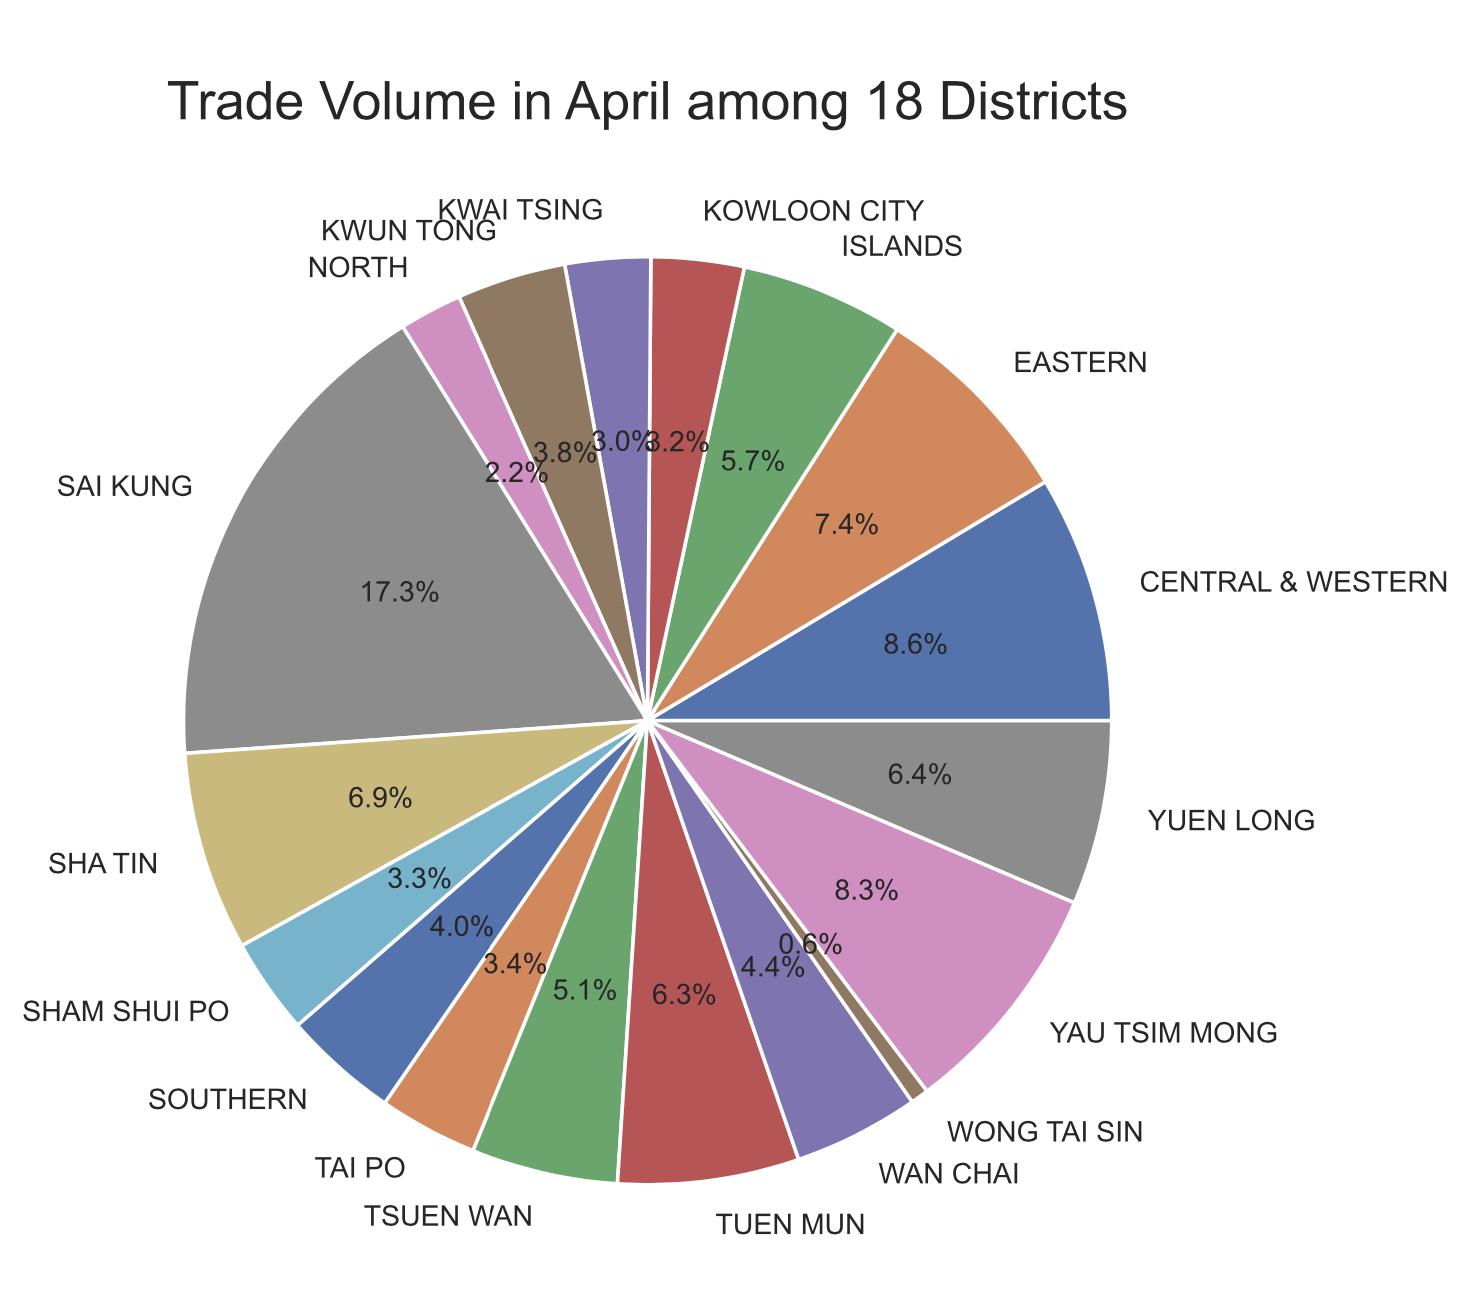 Trade Volume in April among 18 Districts
KWAI TSING
KOWLOON CITY
KWUN TONG
ISLANDS
NORTH
EASTERN
3.0%
3.2%
3.8%
5.7%
2.2%
SAI KUNG
7.4%
CENTRAL & WESTERN
17.3%
8.6%
6.4%
6.9%
YUEN LONG
SHA TIN
3.3%
8.3%
4.0%
0.6%
3.4%
4.4%
5.1%
6.3%
SHAM SHUI PO
YAU TSIM MONG
SOUTHERN
WONG TAI SIN
TAI PO
WAN CHAI
TSUEN WAN
TUEN MUN